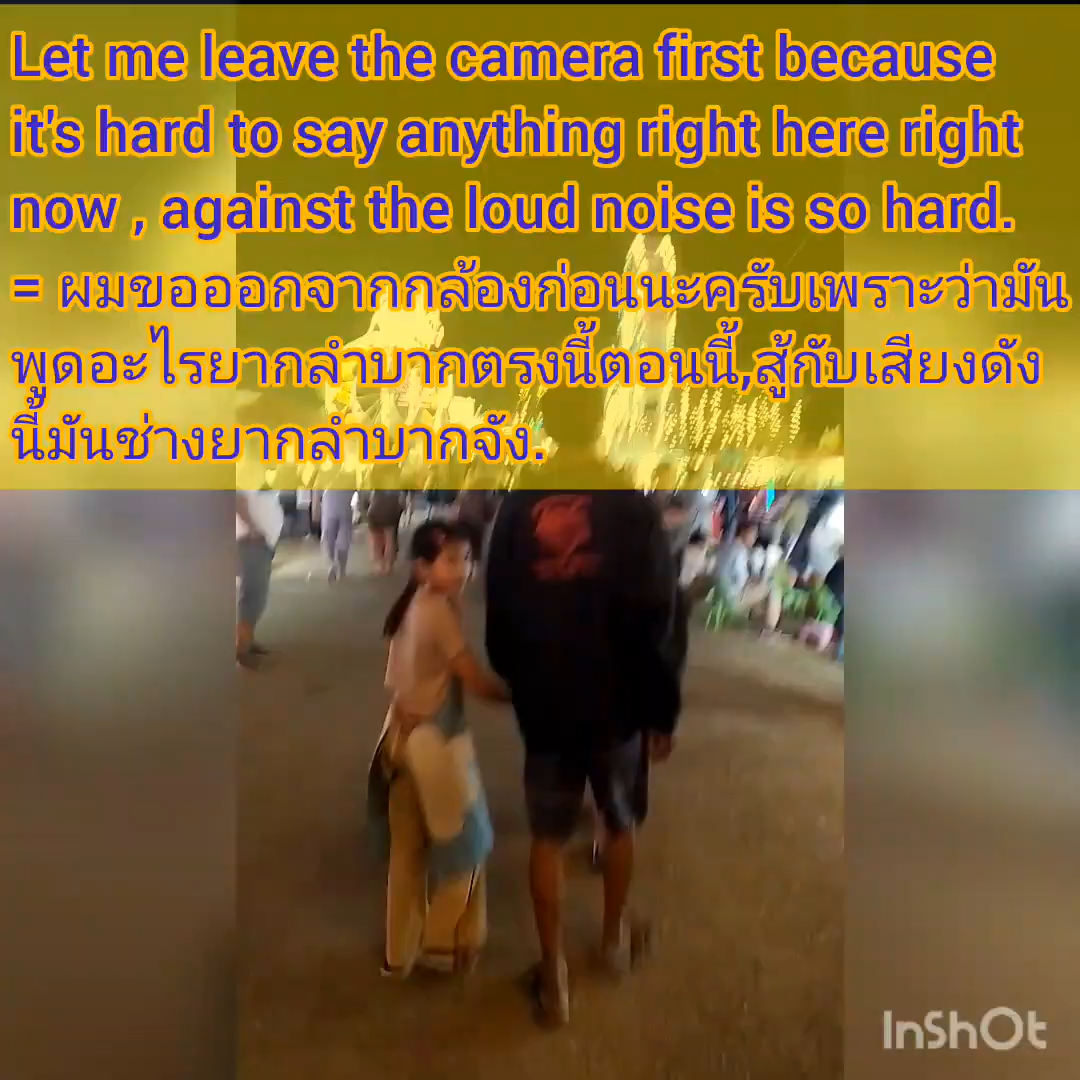 Let me leave the camera first because
it's hard to say anything right here right
now , against the loud noise is so hard.
= ผมขอออกจากกล้องก่อนนะครับเพราะว่ามัน
พูดอะไรยากลำบากตรงนี้ตอนนี้,สู้กับเสียงดัง
นี้มันช่างยากลำบากจัง.
InShOt